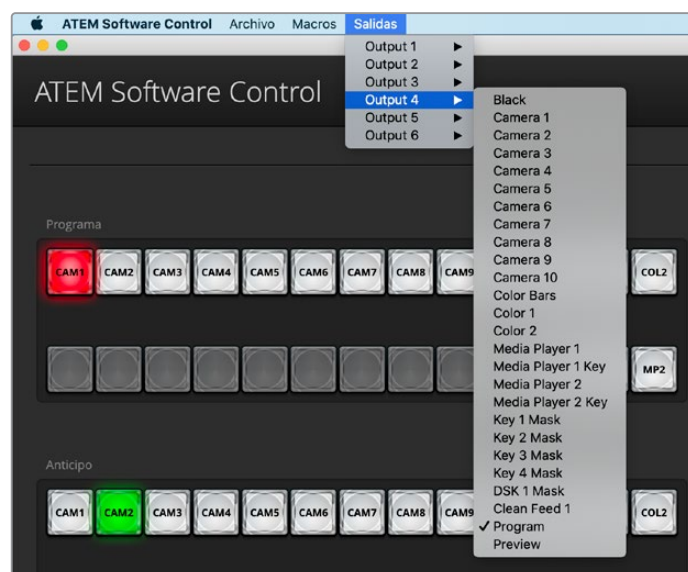 ATEM Software Control Archivo Macros Salidas
Output 1
Output 2
Output 3
Output 4
Output 5
Output 6
ATEM Software Control
Black
Camera 1
Camera 2
Camera 3
Camera 4
Camera 5
Camera 6
Camera 7
Camera 8
Camera 9
Camera 10
Color Bars
Color 1
Color 2
Media Player 1
Media Player 1 Key
Media Player 2
Media Player 2 Key
Key 1 Mask
Key 2 Mask
Key 3 Mask
Key 4 Mask
DSK 1 Mask
Clean Feed 1
Program
Preview
Programa
CAM1 CAM2 CAM3 CAM4 CAM5 CAM6 CAM7 CAM8 CAM9 COL2
MP2
Anticipo
CAM1 CAM2 CAM3 CAM4 CAM5 CAM6 CAM7 CAM8 CAM9 COL2